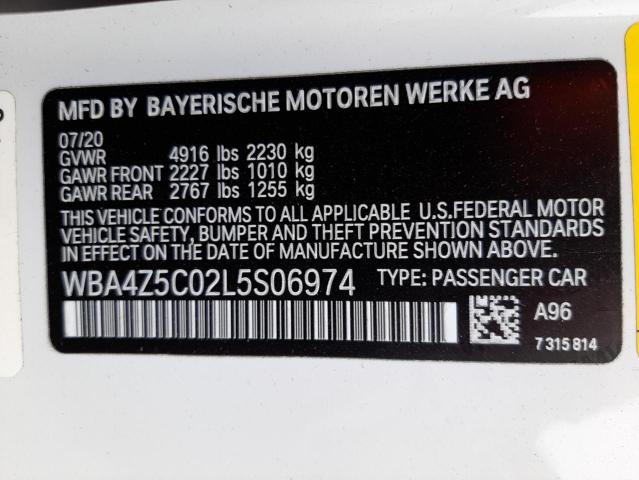 MFD BY BAYERISCHE MOTOREN WERKE AG
07/20
GVWR 4916 lbs 2230 kg
GAWR FRONT 2227 lbs 1010 kg
GAWR REAR 2767 lbs 1255 kg
THIS VEHICLE CONFORMS TO ALL APPLICABLE U.S.FEDERAL MOTOR
VEHICLE SAFETY, BUMPER AND THEFT PREVENTION STANDARDS
IN EFFECT ON THE DATE OF MANUFACTURE SHOWN ABOVE.
WBA4Z5C02L5S06974 TYPE: PASSENGER CAR
A96
7 315 814